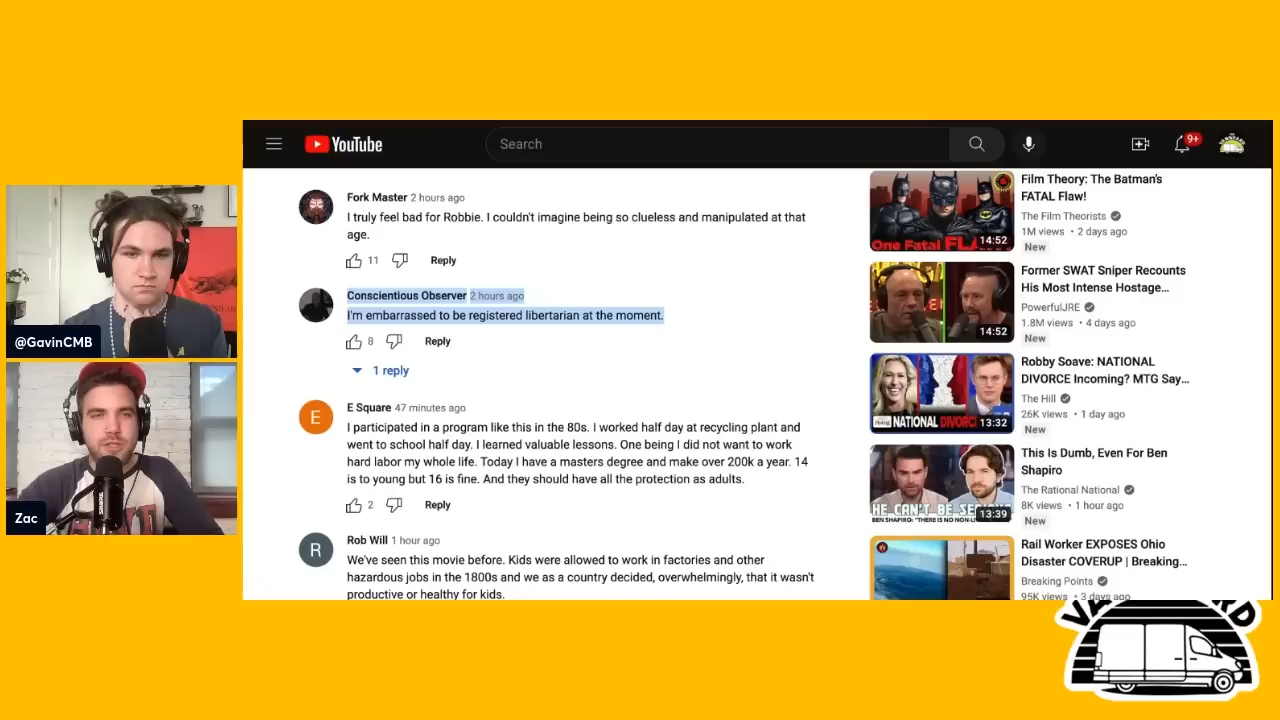 YouTube
Search
9+
Fork Master 2 hours ago
I truly feel bad for Robbie. I couldn't imagine being so clueless and manipulated at that
age.
11
Reply
Conscientious Observer 2 hours ago
I'm embarrassed to be registered libertarian at the moment.
8
Reply
1 reply
E
E Square 47 minutes ago
I participated in a program like this in the 80s. I worked half day at recycling plant and
went to school half day. I learned valuable lessons. One being I did not want to work
hard labor my whole life. Today I have a masters degree and make over 200k a year. 14
is to young but 16 is fine. And they should have all the protection as adults.
2
Reply
R
Rob Will 1 hour ago
We've seen this movie before. Kids were allowed to work in factories and other
hazardous jobs in the 1800s and we as a country decided, overwhelmingly, that it wasn't
productive or healthy for kids.
One Fatal
14:52
Film Theory: The Batman's
FATAL Flaw!
The Film Theorists
1M views • 2 days ago
New
14:52
Former SWAT Sniper Recounts
His Most Intense Hostage...
PowerfulJRE
1.8M views • 4 days ago
New
NATIONAL DIVORC
13:32
Robby Soave: NATIONAL
DIVORCE Incoming? MTG Say...
The Hill
26K views • 1 day ago
New
HE CAN'T BE
13:39
This Is Dumb, Even For Ben
Shapiro
The Rational National
8K views • 1 hour ago
New
Rail Worker EXPOSES Ohio
Disaster COVERUP | Breaking...
Breaking Points
95K views • 3 days ago
@GavinCMB
Zac